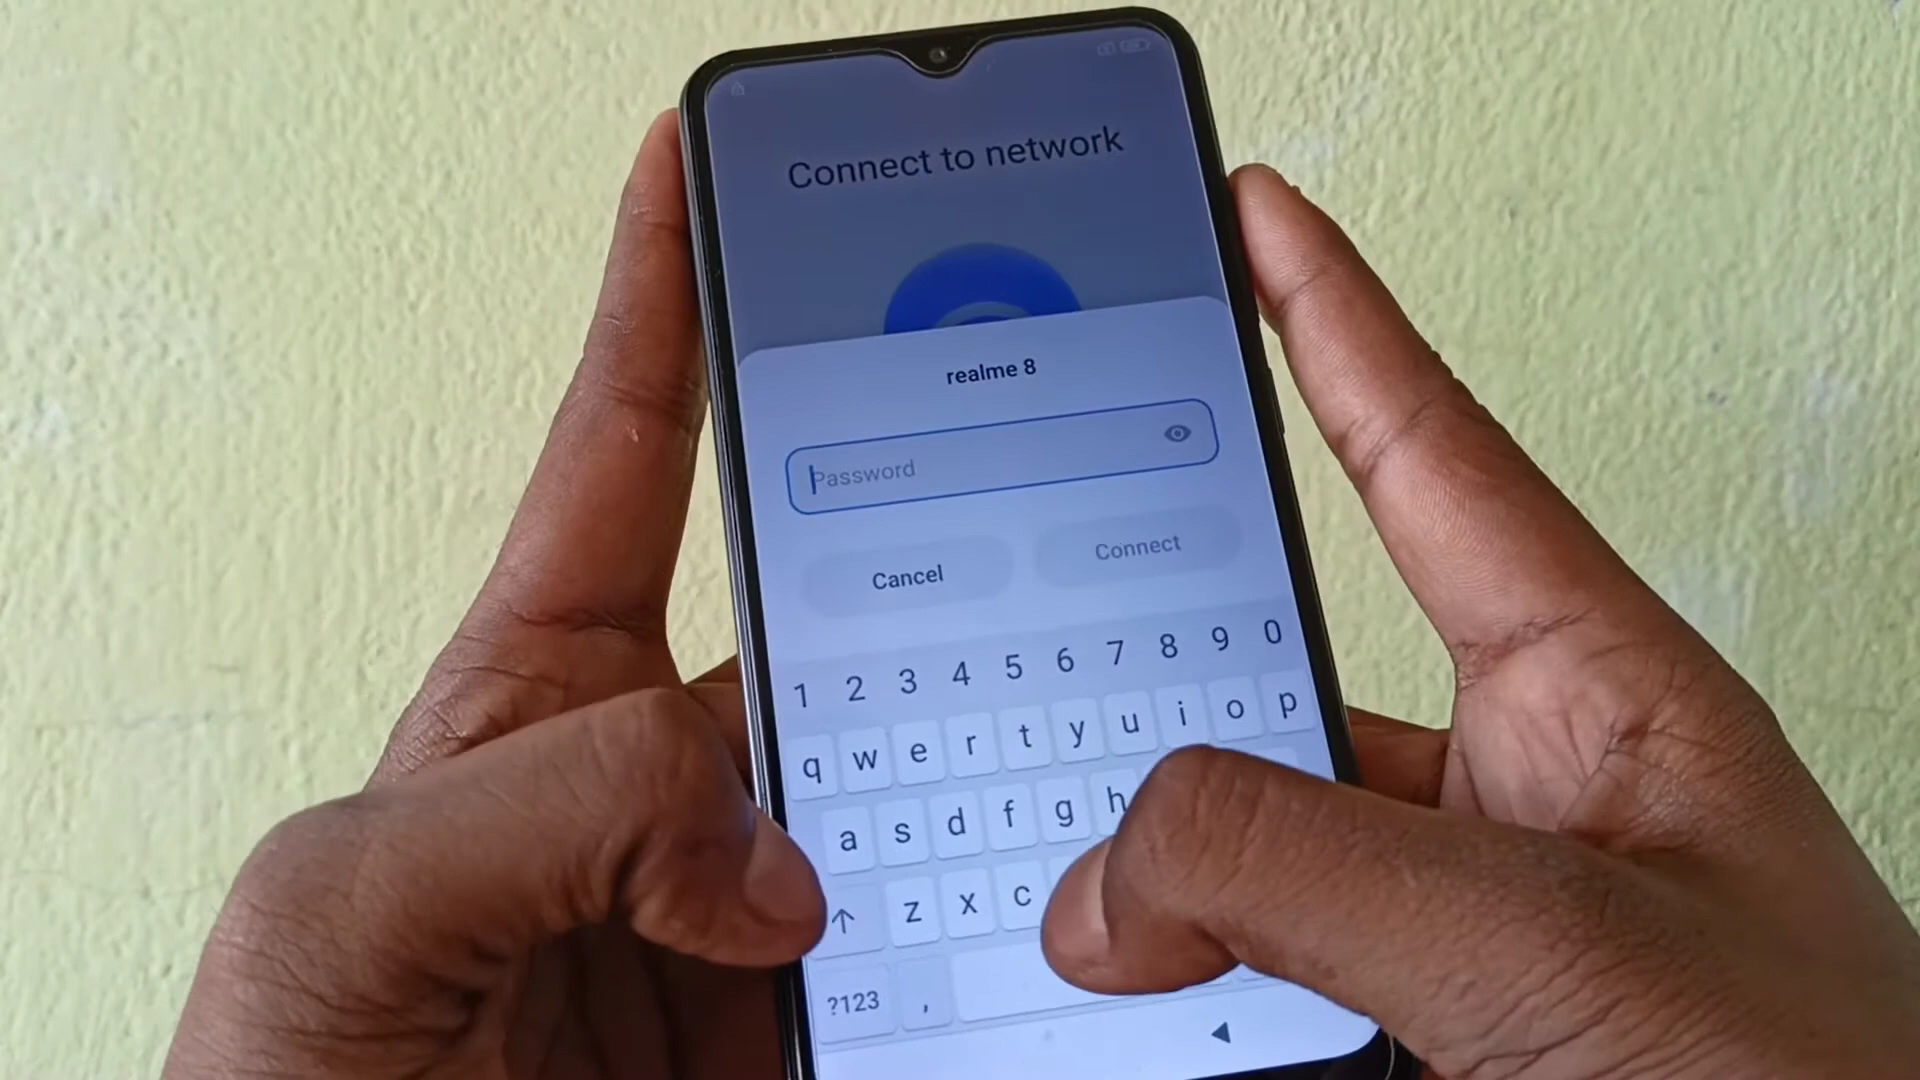 Connect to network
realme 8
Password
Cancel
Connect
1 2 3 4 5 6 7 8 9 0
q w e r t y u i o p
a s d f g h
z x c
?123 ,